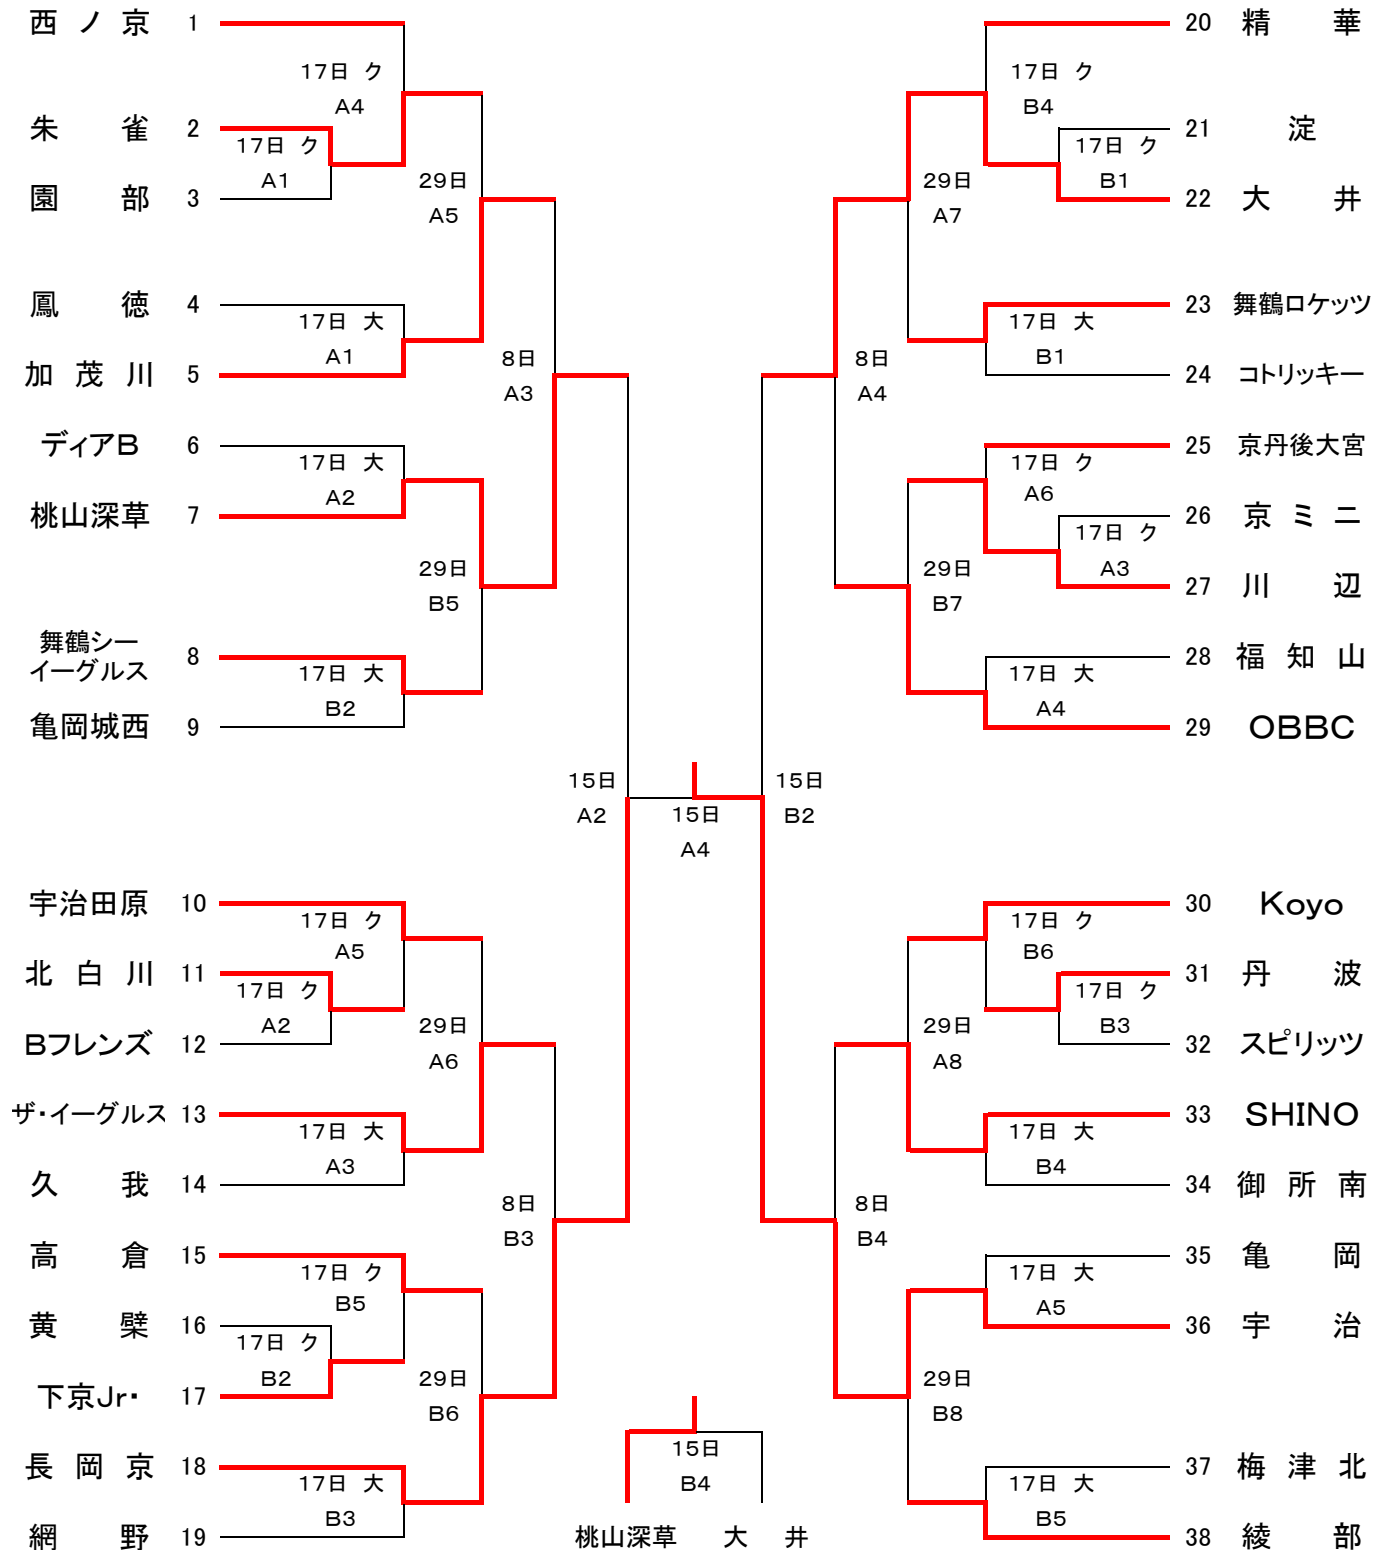 西ノ京 1
17日 ク
A4
朱雀 2
17日 ク
A1
園部 3
29日
A5
鳳徳 4
17日 大
A1
加茂川 5
8日
A3
ディアB 6
17日 大
A2
桃山深草 7
29日
B5
舞鶴シー
イーグルス 8
17日 大
B2
亀岡城西 9
15日
A2
宇治田原 10
17日 ク
A5
北白川 11
17日 ク
A2
Bフレンズ 12
29日
A6
ザ・イーグルス 13
17日 大
A3
久我 14
8日
B3
高倉 15
17日 ク
B5
黄檗 16
17日 ク
B2
下京Jr・ 17
29日
B6
長岡京 18
17日 大
B3
網野 19
15日
A4
15日
B4
桃山深草 大井
20 精華
17日 ク
B4
21 淀
17日 ク
B1
22 大井
29日
A7
23 舞鶴ロケッツ
17日 大
B1
24 コトリッキー
8日
A4
25 京丹後大宮
17日 ク
A6
26 京ミニ
17日 ク
A3
27 川辺
29日
B7
28 福知山
17日 大
A4
29 OBBC
15日
B2
30 Koyo
17日 ク
B6
31 丹波
17日 ク
B3
32 スピリッツ
29日
A8
33 SHINO
17日 大
B4
34 御所南
8日
B4
35 亀岡
17日 大
A5
36 宇治
29日
B8
37 梅津北
17日 大
B5
38 綾部